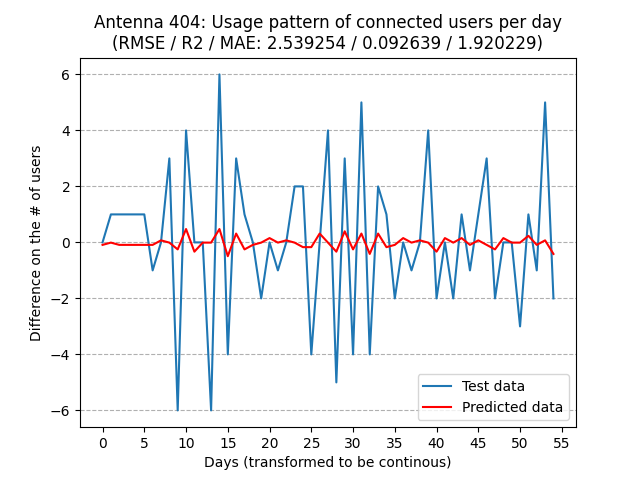 Antenna 404: Usage pattern of connected users per day
(RMSE / R2 / MAE: 2.539254 / 0.092639 / 1.920229)
Difference on the # of users
6
4
2
0
−2
−4
−6
Test data
Predicted data
0 5 10 15 20 25 30 35 40 45 50 55
Days (transformed to be continous)